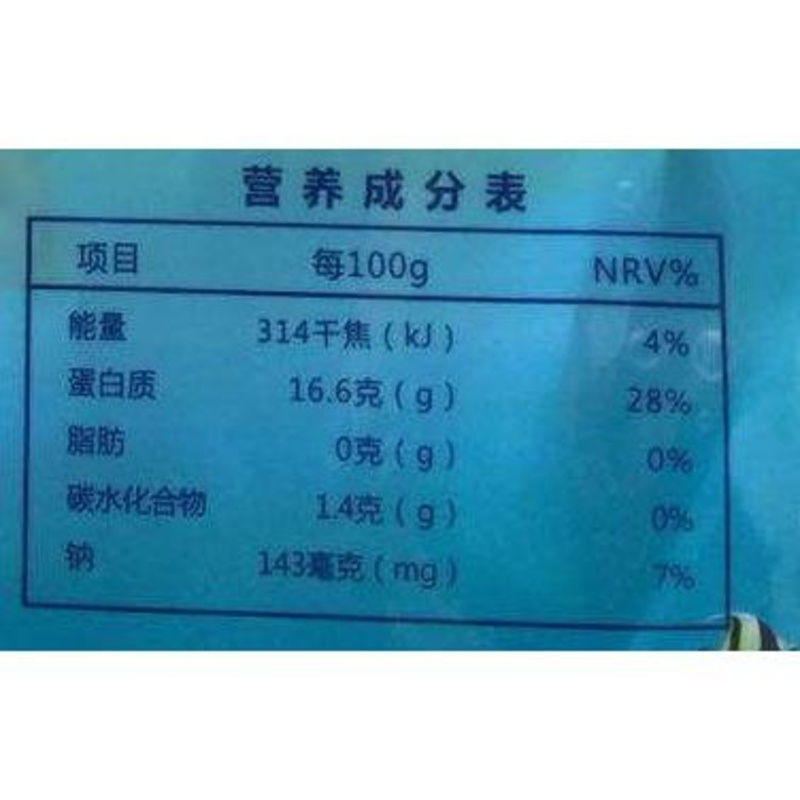 营养成分表
项目 每100g NRV%
能量 314千焦(kJ) 4%
蛋白质 16.6克(g) 28%
脂肪 0克(g) 0%
碳水化合物 1.4克(g) 0%
钠 143毫克(mg) 7%